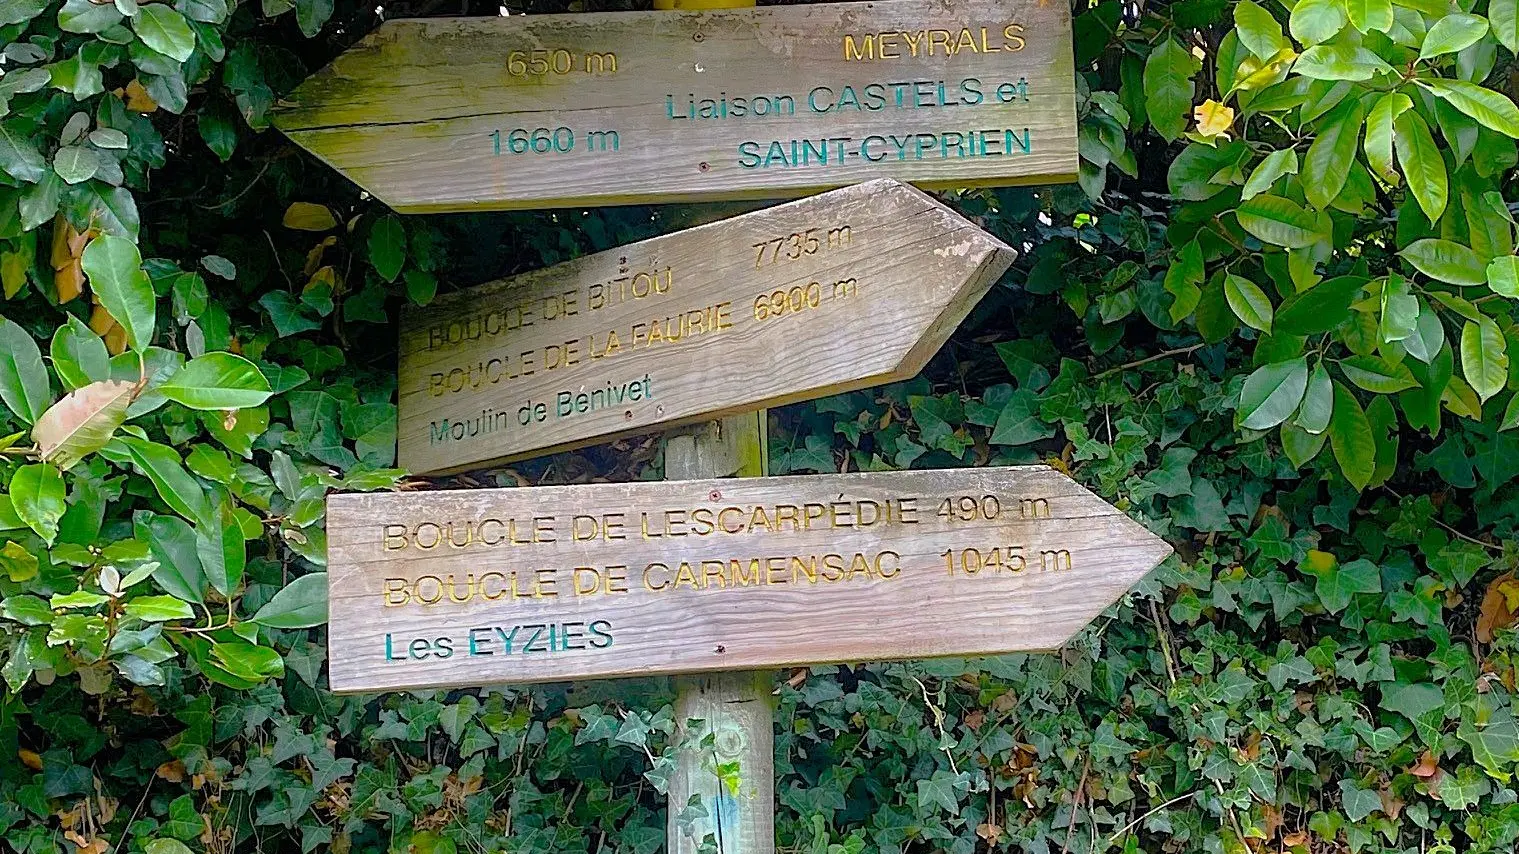 650 m MEYRALS
Liaison CASTELS et
1660 m SAINT-CYPRIEN
BOUCLE DE BITOU 7735 m
BOUCLE DE LA FAURIE 6900 m
Moulin de Bénivet
BOUCLE DE LESCARPÉDIE 490 m
BOUCLE DE CARMENSAC 1045 m
Les EYZIES